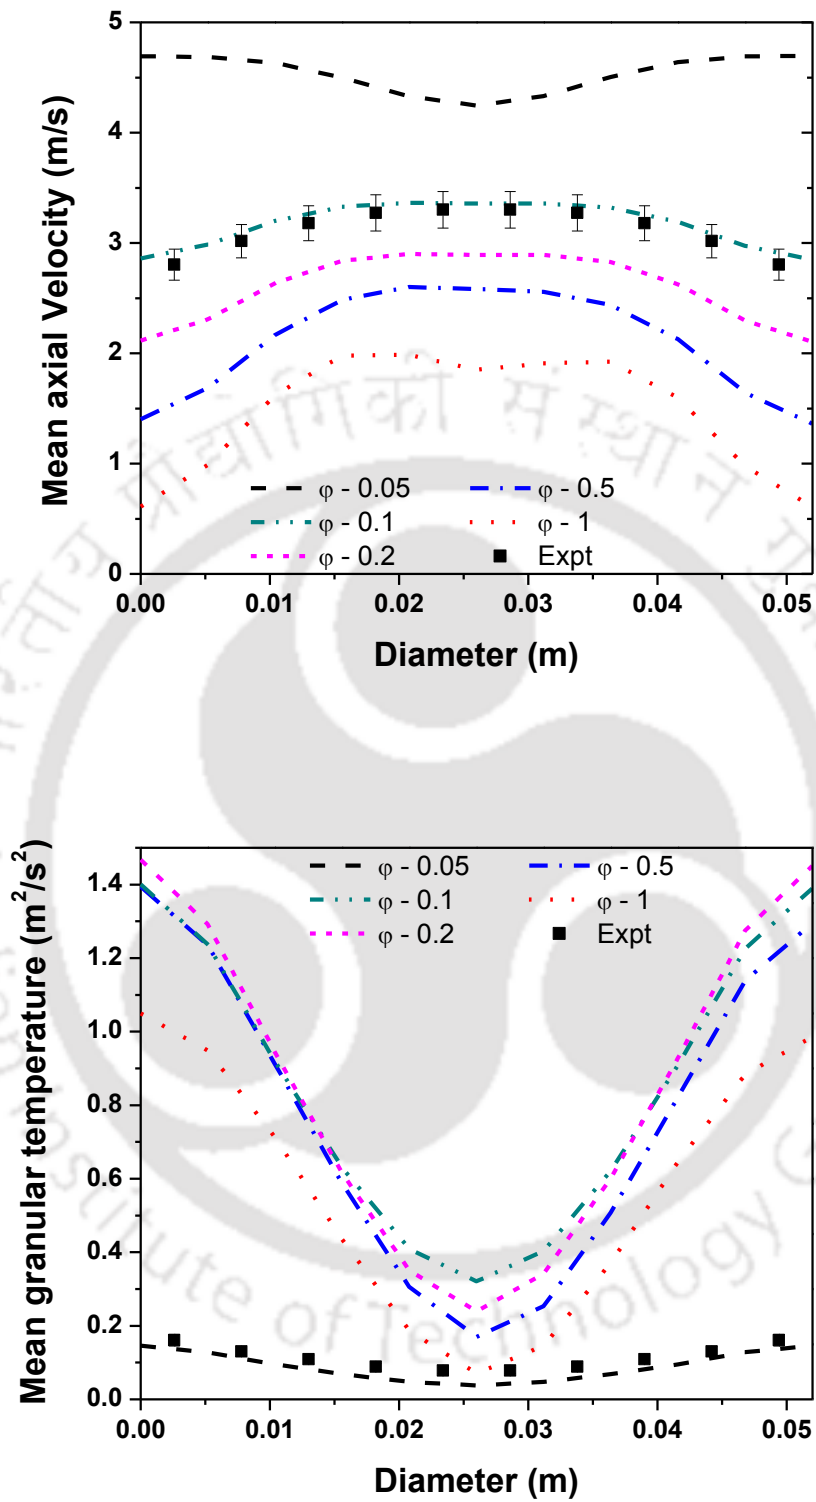 5
4
3
2
1
0
Mean axial Velocity (m/s)
φ - 0.05
φ - 0.5
φ - 0.1
φ - 1
φ - 0.2
Expt
0.00 0.01 0.02 0.03 0.04 0.05
Diameter (m)
प्रौद्योगिकी संस्थान
Mean granular temperature (m²/s²)
1.4
1.2
1.0
0.8
0.6
0.4
0.2
0.0
φ - 0.05
φ - 0.5
φ - 0.1
φ - 1
φ - 0.2
Expt
Institute of Technology
0.00 0.01 0.02 0.03 0.04 0.05
Diameter (m)